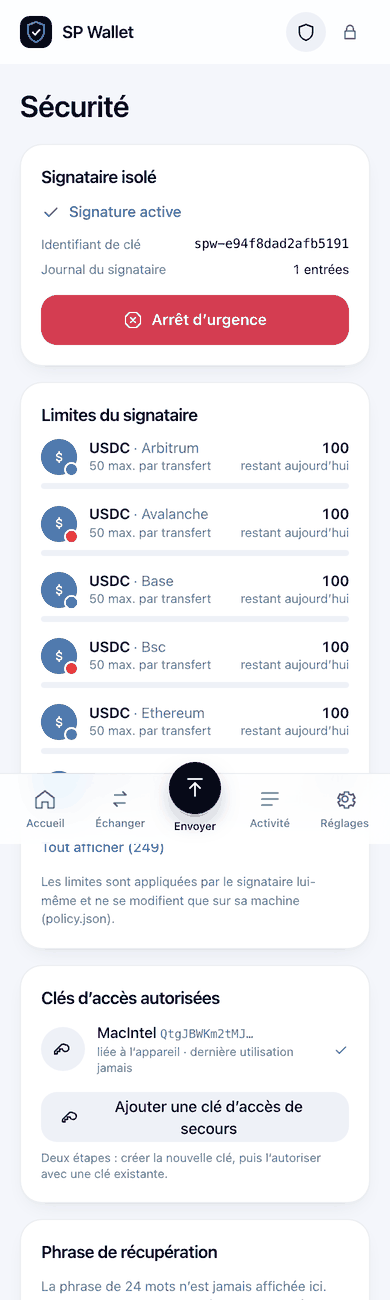 SP Wallet
Sécurité
Signataire isolé
Signature active
Identifiant de clé spw-e94f8dad2afb5191
Journal du signataire 1 entrées
Arrêt d’urgence
Limites du signataire
$ USDC · Arbitrum 100
50 max. par transfert restant aujourd’hui
$ USDC · Avalanche 100
50 max. par transfert restant aujourd’hui
$ USDC · Base 100
50 max. par transfert restant aujourd’hui
$ USDC · Bsc 100
50 max. par transfert restant aujourd’hui
$ USDC · Ethereum 100
50 max. par transfert restant aujourd’hui
Accueil Échanger Envoyer Activité Réglages
Tout afficher (249)
Les limites sont appliquées par le signataire lui-
même et ne se modifient que sur sa machine
(policy.json).
Clés d’accès autorisées
MacIntel QtgJBWKm2tMJ…
liée à l’appareil · dernière utilisation
jamais
Ajouter une clé d’accès de
secours
Deux étapes : créer la nouvelle clé, puis l’autoriser
avec une clé existante.
Phrase de récupération
La phrase de 24 mots n’est jamais affichée ici.